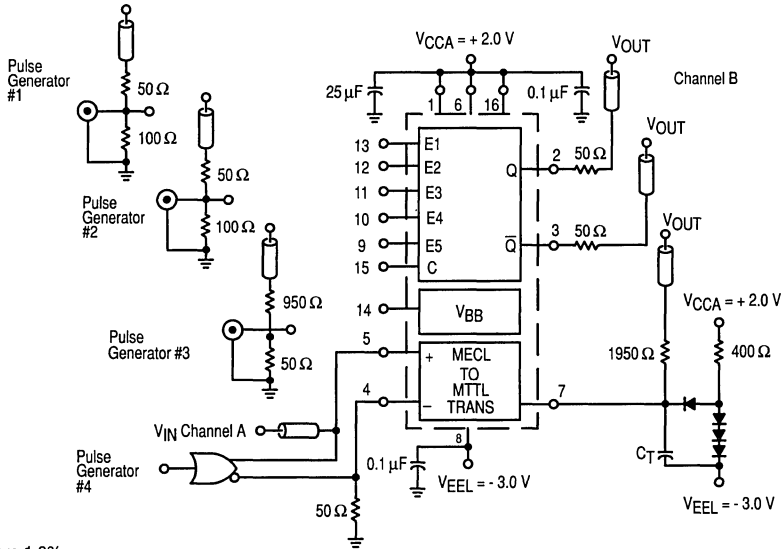 Pulse
Generator
#1
50 Ω
100 Ω
Pulse
Generator
#2
50 Ω
100 Ω
Pulse
Generator #3
950 Ω
50 Ω
VCCA = + 2.0 V
25 µF
0.1 µF
1
6
16
13
E1
12
E2
11
E3
10
E4
9
E5
15
C
Q
2
50 Ω
VOUT
Channel B
Q̅
3
50 Ω
VOUT
14
VBB
5
+
MECL
TO
MTTL
TRANS
4
–
7
8
VOUT
1950 Ω
VCCA = + 2.0 V
400 Ω
CT
VEEL = - 3.0 V
VIN Channel A
Pulse
Generator
#4
50 Ω
0.1 µF
VEEL = - 3.0 V